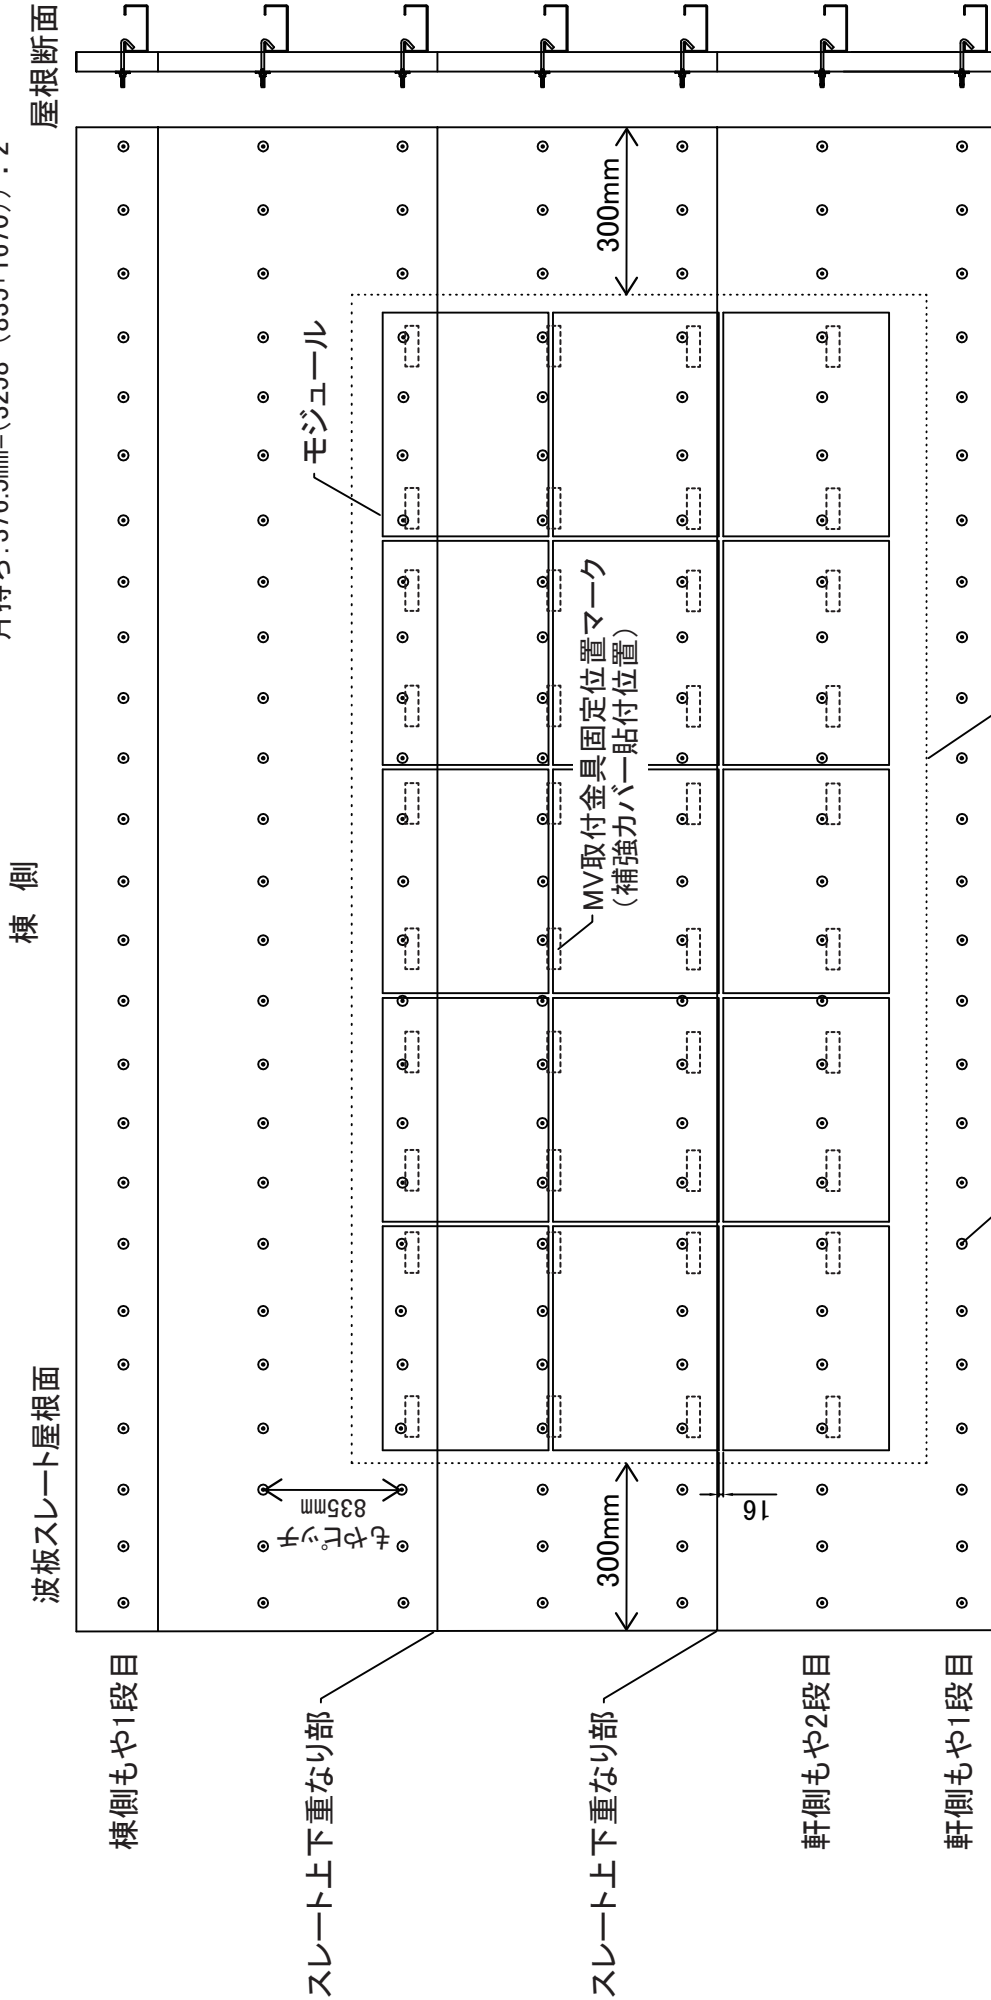 棟 側
波板スレート屋根面
屋根断面
棟側もや1段目
もやピッチ
835mm
モジュール
スレート上下重なり部
MV取付金具固定位置マーク
（補強カバー貼付位置）
300mm
300mm
スレート上下重なり部
16
軒側もや2段目
軒側もや1段目